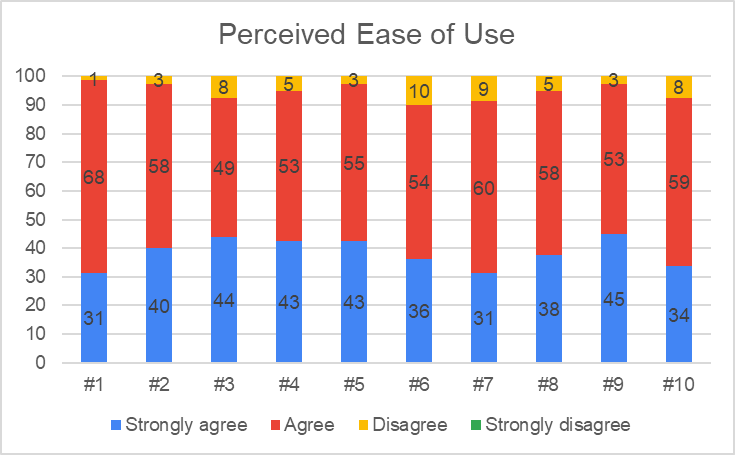 Perceived Ease of Use
100
90
80
70
60
50
40
30
20
10
0
1 3 8 5 3 10 9 5 3 8
68 58 49 53 55 54 60 58 53 59
31 40 44 43 43 36 31 38 45 34
#1 #2 #3 #4 #5 #6 #7 #8 #9 #10
Strongly agree Agree Disagree Strongly disagree